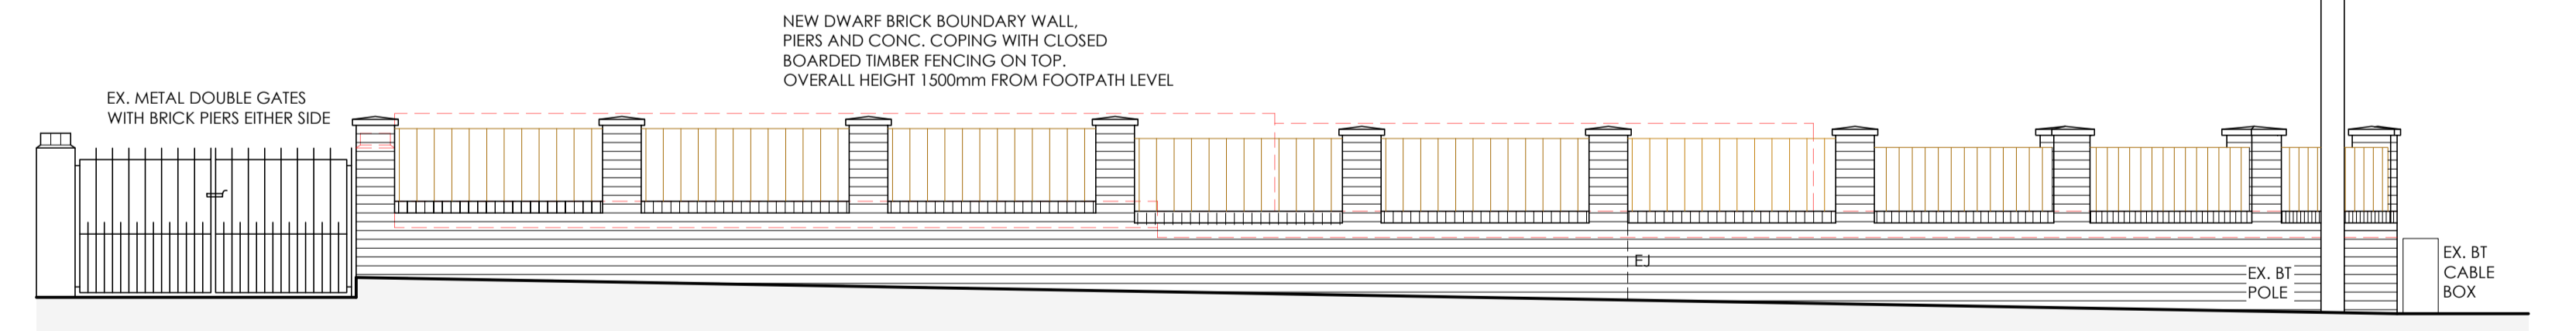 NEW DWARF BRICK BOUNDARY WALL,
PIERS AND CONC. COPING WITH CLOSED
BOARDED TIMBER FENCING ON TOP.
OVERALL HEIGHT 1500mm FROM FOOTPATH LEVEL
EX. METAL DOUBLE GATES
WITH BRICK PIERS EITHER SIDE
EJ
EX. BT
POLE
EX. BT
CABLE
BOX